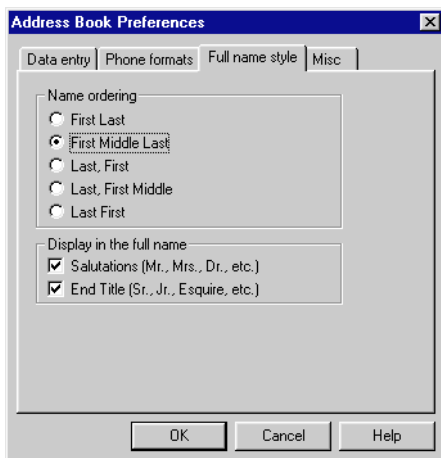 Address Book Preferences
Data entry Phone formats Full name style Misc
Name ordering
First Last
First Middle Last
Last, First
Last, First Middle
Last First
Display in the full name
Salutations (Mr., Mrs., Dr., etc.)
End Title (Sr., Jr., Esquire, etc.)
OK Cancel Help